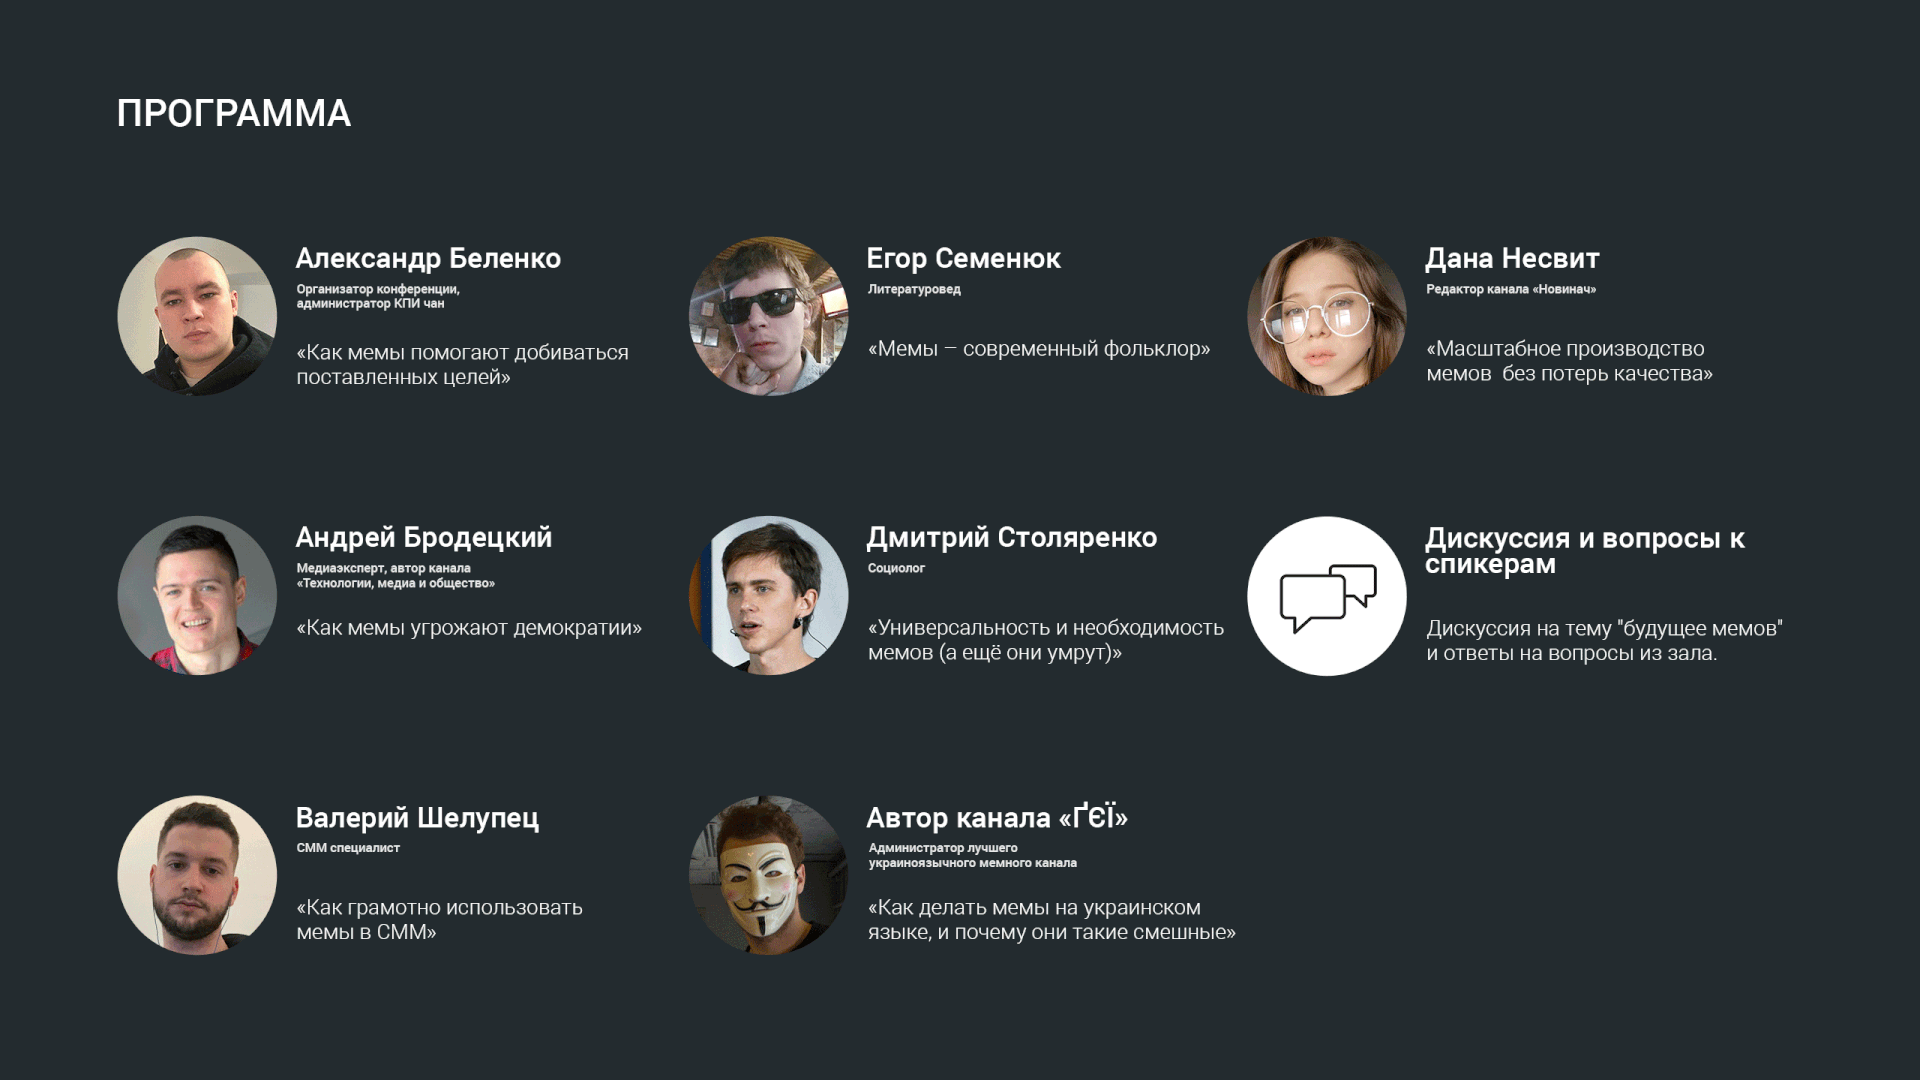 ПРОГРАММА
Александр Беленко
Организатор конференции,
администратор КПИ чан
«Как мемы помогают добиваться
поставленных целей»
Егор Семенюк
Литературовед
«Мемы – современный фольклор»
Дана Несвит
Редактор канала «Новинач»
«Масштабное производство
мемов  без потерь качества»
Андрей Бродецкий
Медиаэксперт, автор канала
«Технологии, медиа и общество»
«Как мемы угрожают демократии»
Дмитрий Столяренко
Социолог
«Универсальность и необходимость
мемов (а ещё они умрут)»
Дискуссия и вопросы к
спикерам
Дискуссия на тему "будущее мемов"
и ответы на вопросы из зала.
Валерий Шелупец
СММ специалист
«Как грамотно использовать
мемы в СММ»
Автор канала «ҐЄЇ»
Администратор лучшего
украиноязычного мемного канала
«Как делать мемы на украинском
языке, и почему они такие смешные»